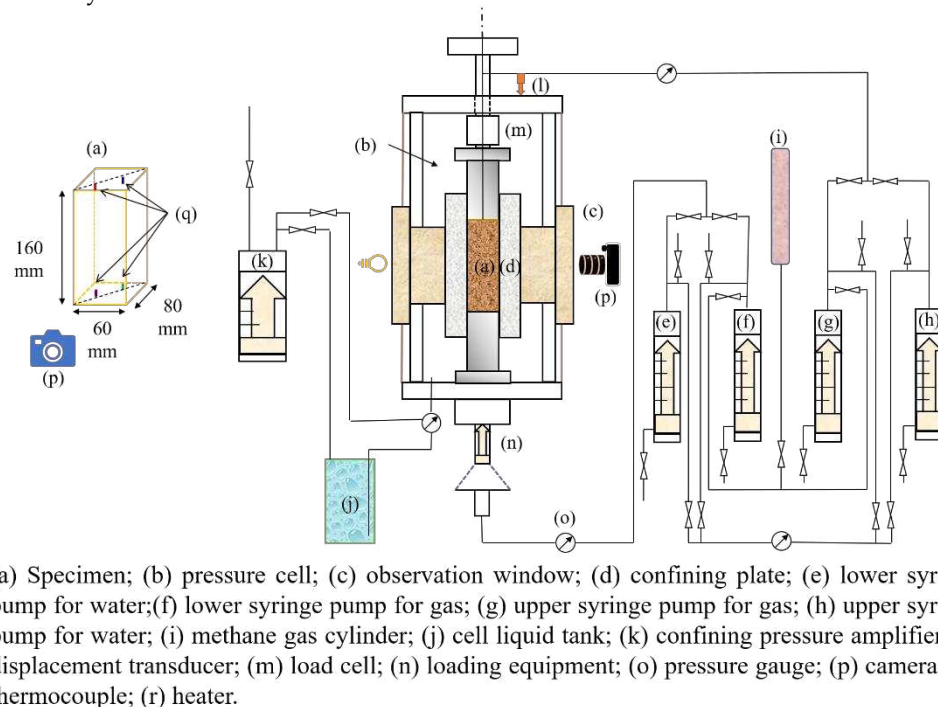 (l)
(m)
(i)
(a)
(b)
(q)
(c)
160
mm
(k)
(a)
(d)
80
mm
(p)
60
mm
(p)
(e)
(f)
(g)
(h)
(n)
(j)
(o)
a) Specimen; (b) pressure cell; (c) observation window; (d) confining plate; (e) lower syr
pump for water;(f) lower syringe pump for gas; (g) upper syringe pump for gas; (h) upper syr
pump for water; (i) methane gas cylinder; (j) cell liquid tank; (k) confining pressure amplifier
displacement transducer; (m) load cell; (n) loading equipment; (o) pressure gauge; (p) camera
thermocouple; (r) heater.